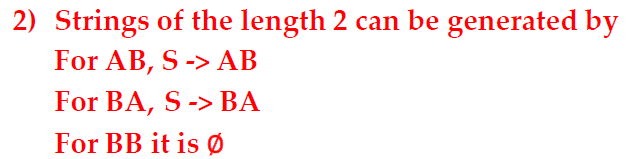 2) Strings of the length 2 can be generated by
For AB, S -> AB
For BA, S -> BA
For BB it is Ø